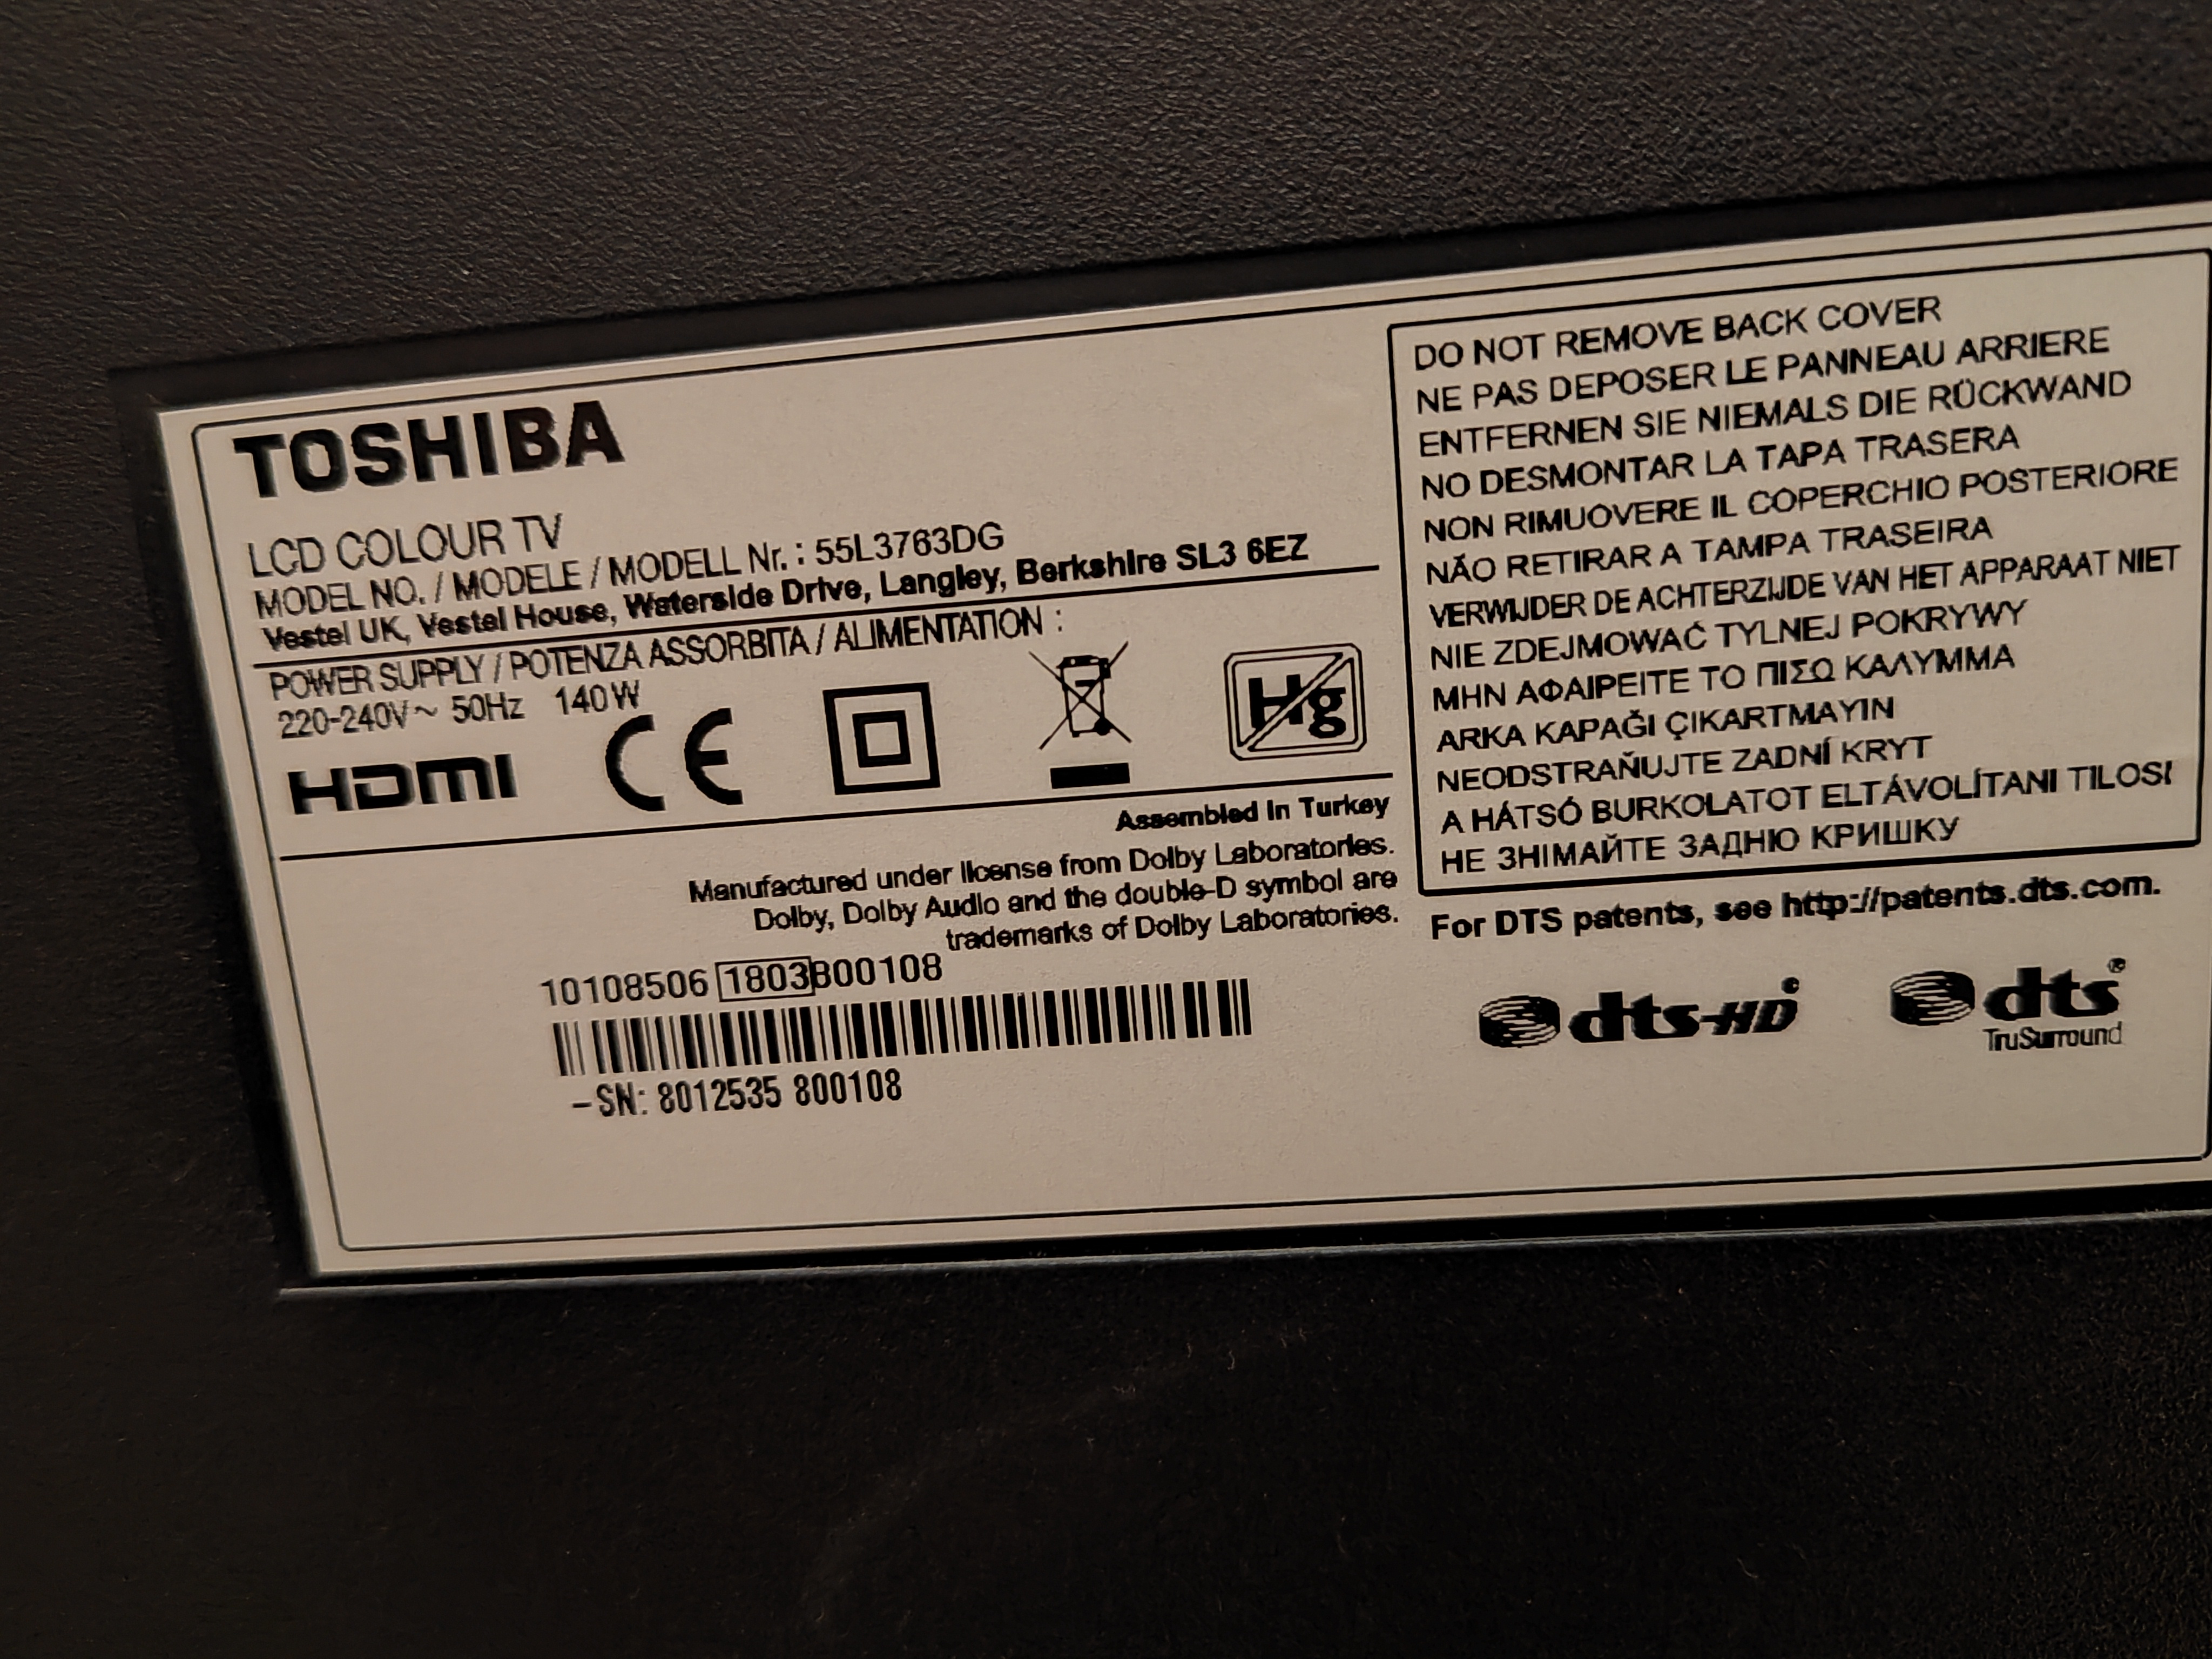 TOSHIBA
LCD COLOUR TV
MODEL NO. / MODELE / MODELL Nr. : 55L3763DG
Vestel UK, Vestel House, Waterside Drive, Langley, Berkshire SL3 6EZ
POWER SUPPLY / POTENZA ASSORBITA / ALIMENTATION :
220-240V~ 50Hz 140W
HDMI CE Hg
Assembled in Turkey
Manufactured under license from Dolby Laboratories.
Dolby, Dolby Audio and the double-D symbol are
trademarks of Dolby Laboratories.
10108506 1803800108
–SN: 8012535 800108
DO NOT REMOVE BACK COVER
NE PAS DEPOSER LE PANNEAU ARRIERE
ENTFERNEN SIE NIEMALS DIE RÜCKWAND
NO DESMONTAR LA TAPA TRASERA
NON RIMUOVERE IL COPERCHIO POSTERIORE
NÃO RETIRAR A TAMPA TRASEIRA
VERWIJDER DE ACHTERZIJDE VAN HET APPARAAT NIET
NIE ZDEJMOWAĆ TYLNEJ POKRYWY
ΜΗΝ ΑΦΑΙΡΕΙΤΕ ΤΟ ΠΙΣΩ ΚΑΛΥΜΜΑ
ARKA KAPAĞI ÇIKARTMAYIN
NEODSTRAŇUJTE ZADNÍ KRYT
A HÁTSÓ BURKOLATOT ELTÁVOLÍTANI TILOSI
НЕ ЗНІМАЙТЕ ЗАДНЮ КРИШКУ
For DTS patents, see http://patents.dts.com.
dts-HD
dts®
TruSurround